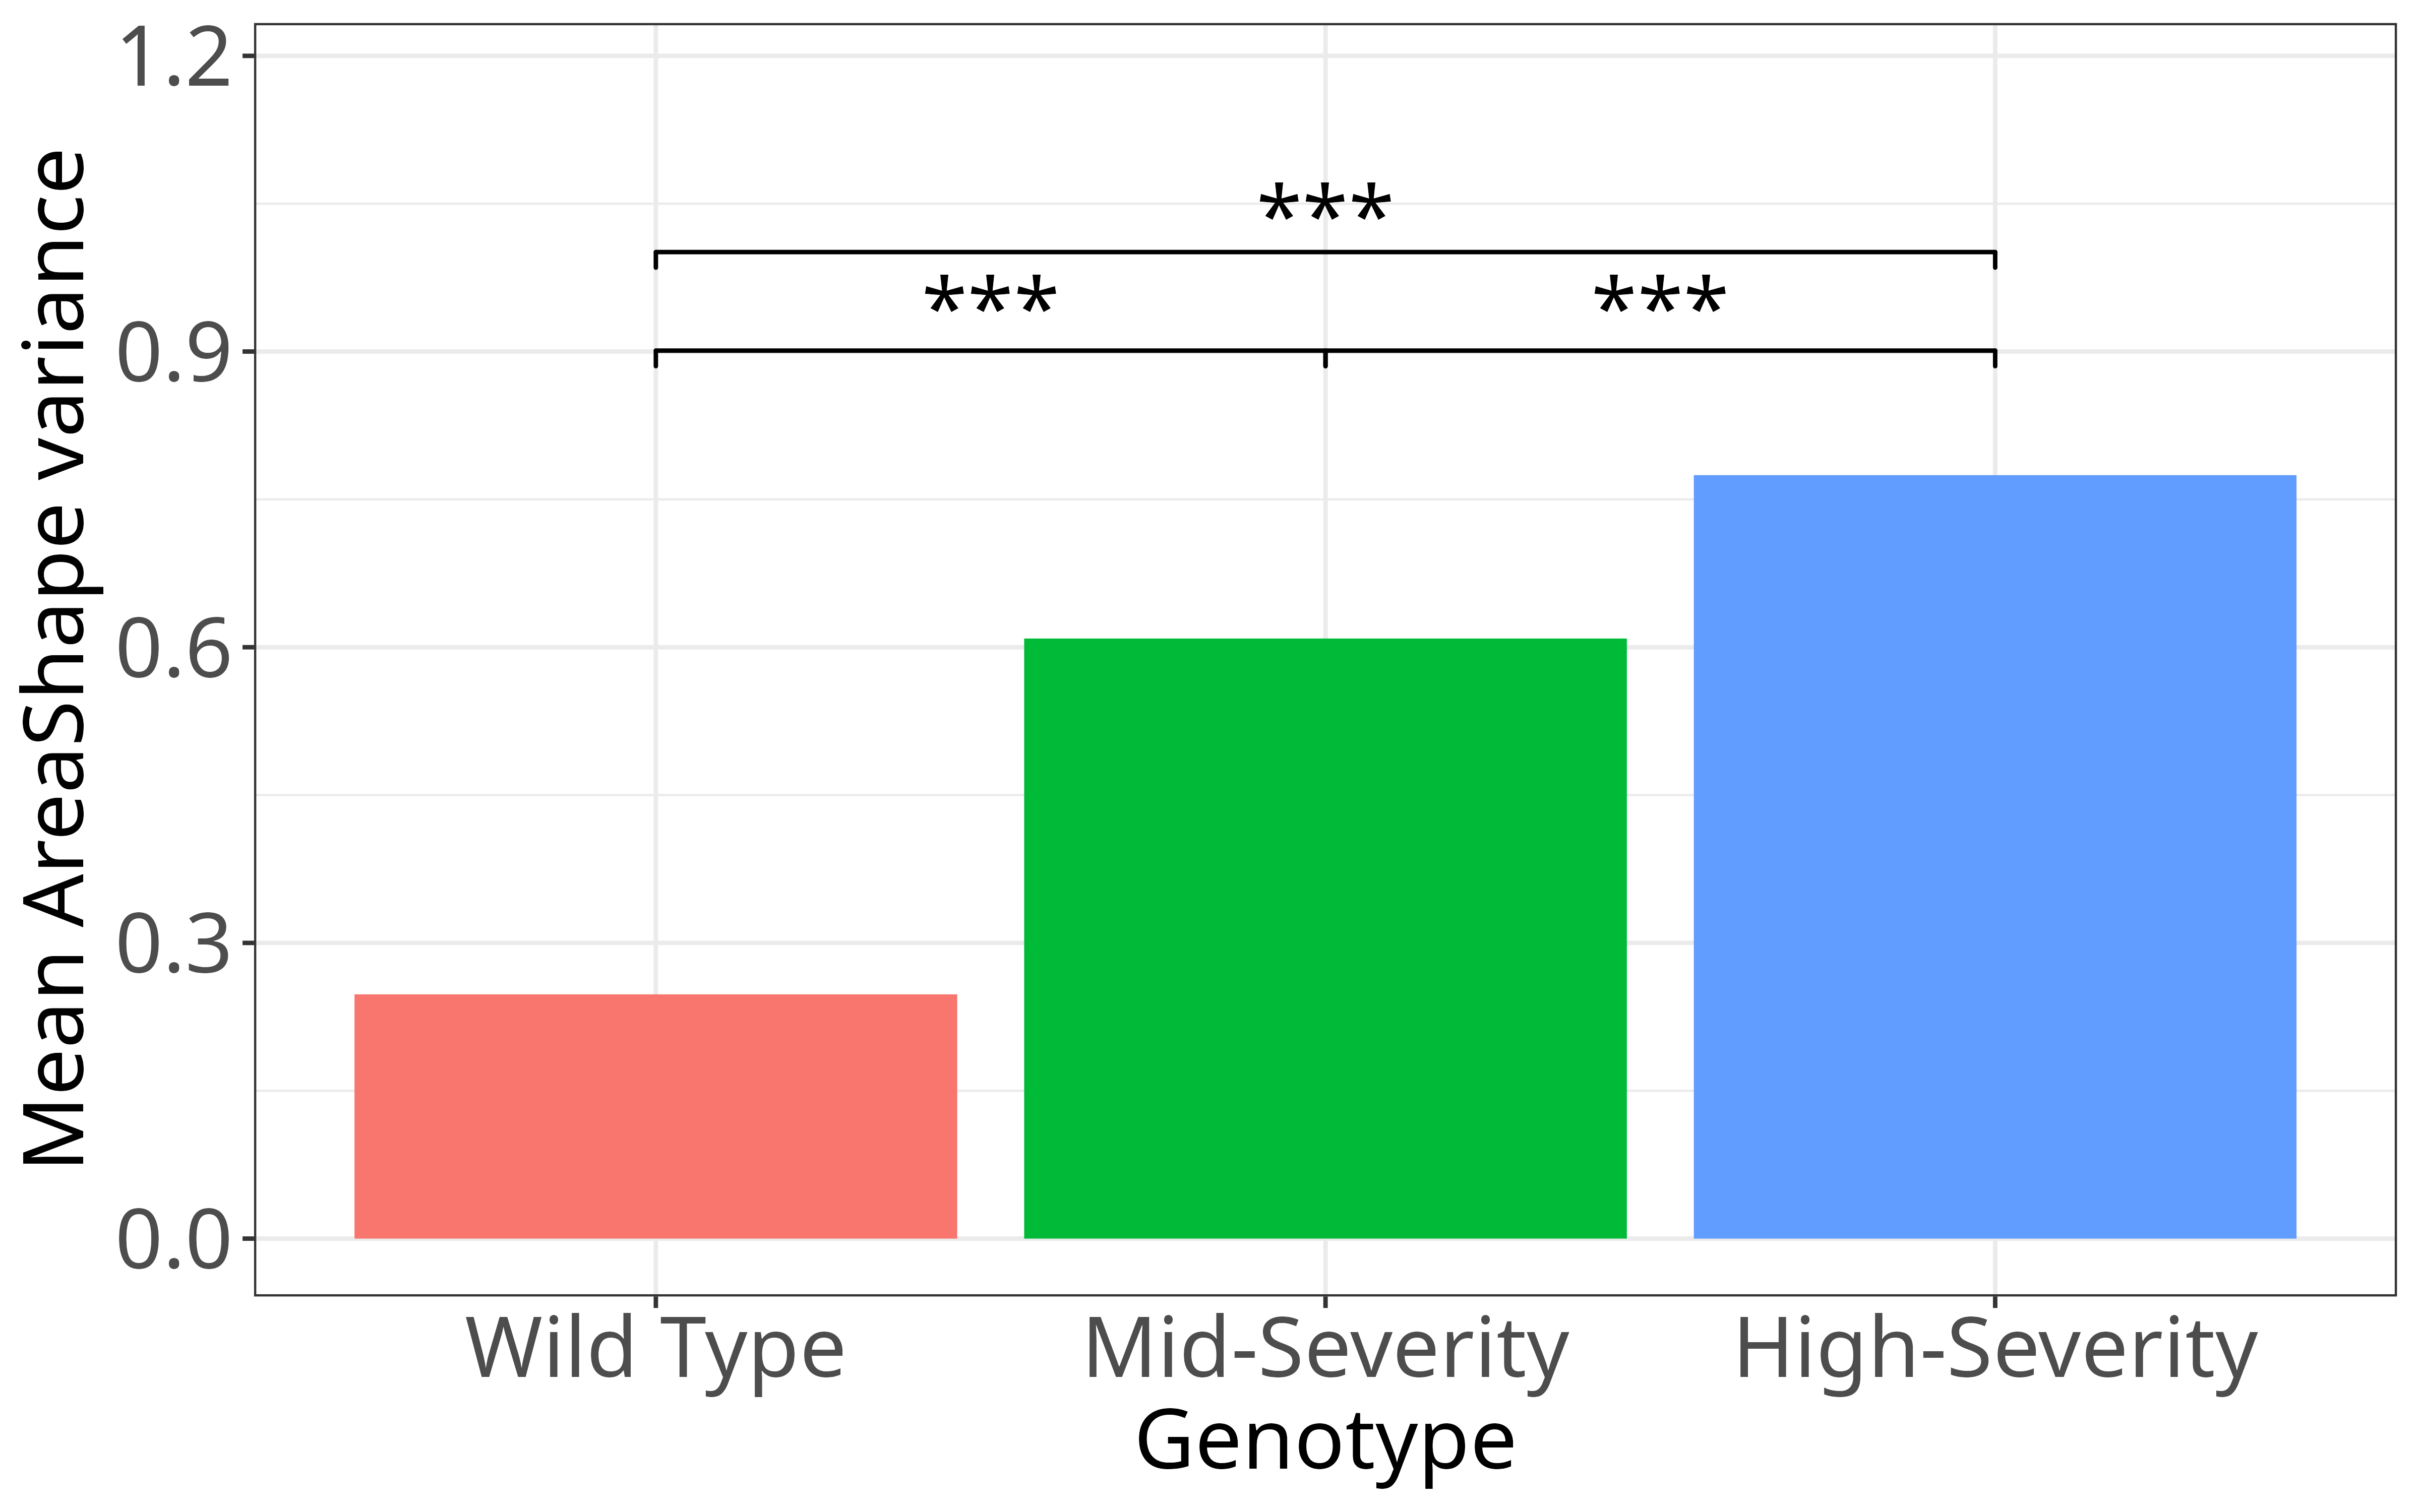 Mean AreaShape variance
1.2
0.9
0.6
0.3
0.0
***
*** ***
Wild Type Mid-Severity High-Severity
Genotype